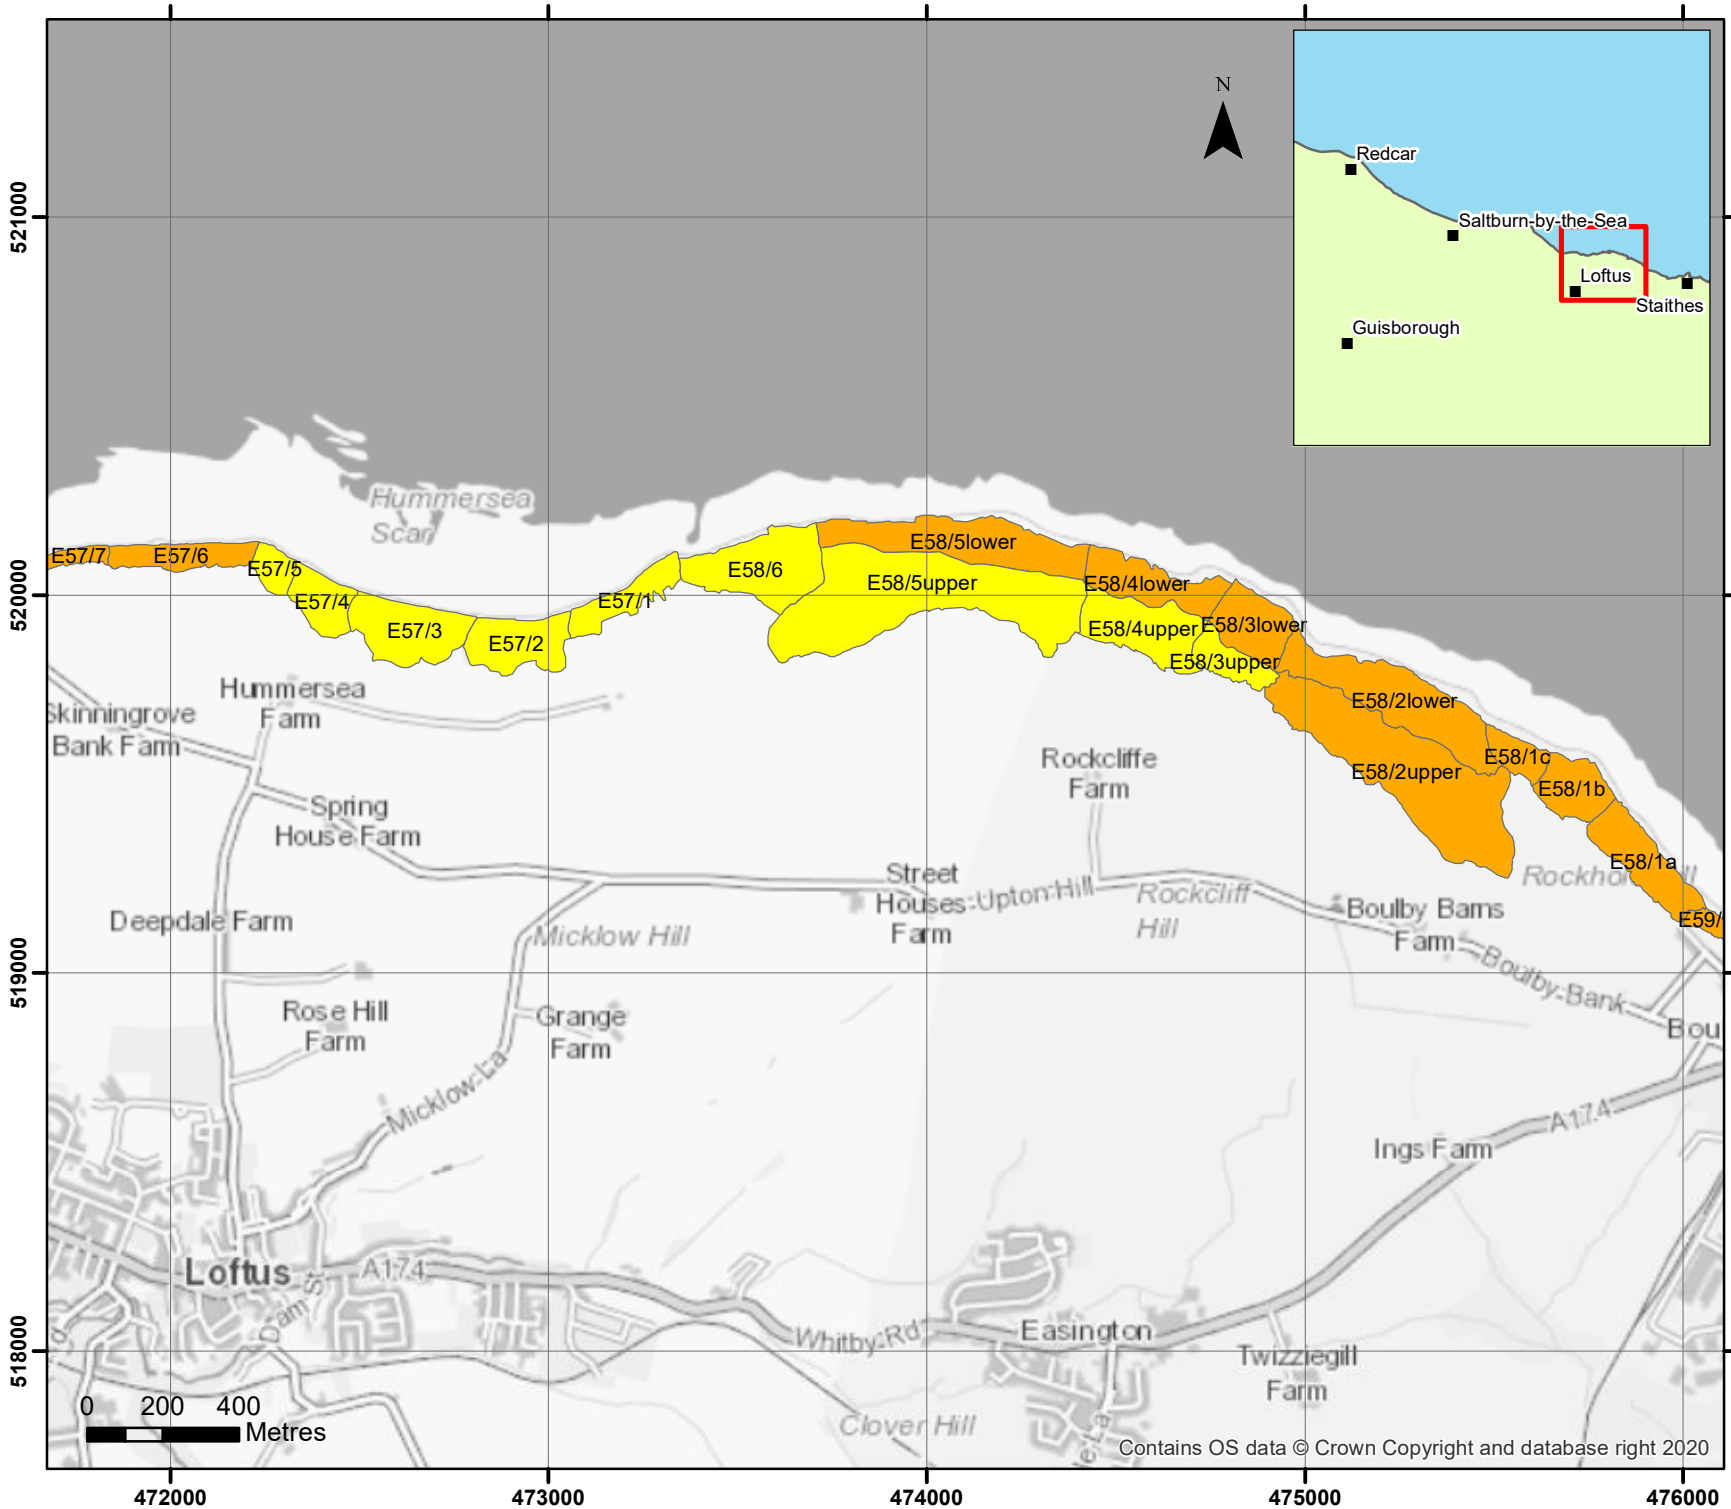 N
Redcar
Saltburn-by-the-Sea
Loftus
Staithes
Guisborough
521000
520000
519000
518000
Hummersea
Scar
E57/7
E57/6
E57/5
E57/4
E57/3
E57/2
E57/1
E58/6
E58/5lower
E58/5upper
E58/4lower
E58/4upper
E58/3lower
E58/3upper
E58/2lower
E58/2upper
E58/1c
E58/1b
E58/1a
E59/
Hummersea
Farm
Skinningrove
Bank Farm
Spring
House Farm
Rockcliffe
Farm
Street
Houses
Farm
Upton Hill
Rockcliff
Hill
Boulby Barns
Farm
Boulby Bank
Bou
Deepdale Farm
Micklow Hill
Rose Hill
Farm
Grange
Farm
Micklow La
Ings Farm
A174
Loftus
A174
Dam St
Whitby Rd
Easington
Twizziegill
Farm
Clover Hill
0 200 400
Metres
Contains OS data © Crown Copyright and database right 2020
472000 473000 474000 475000 476000